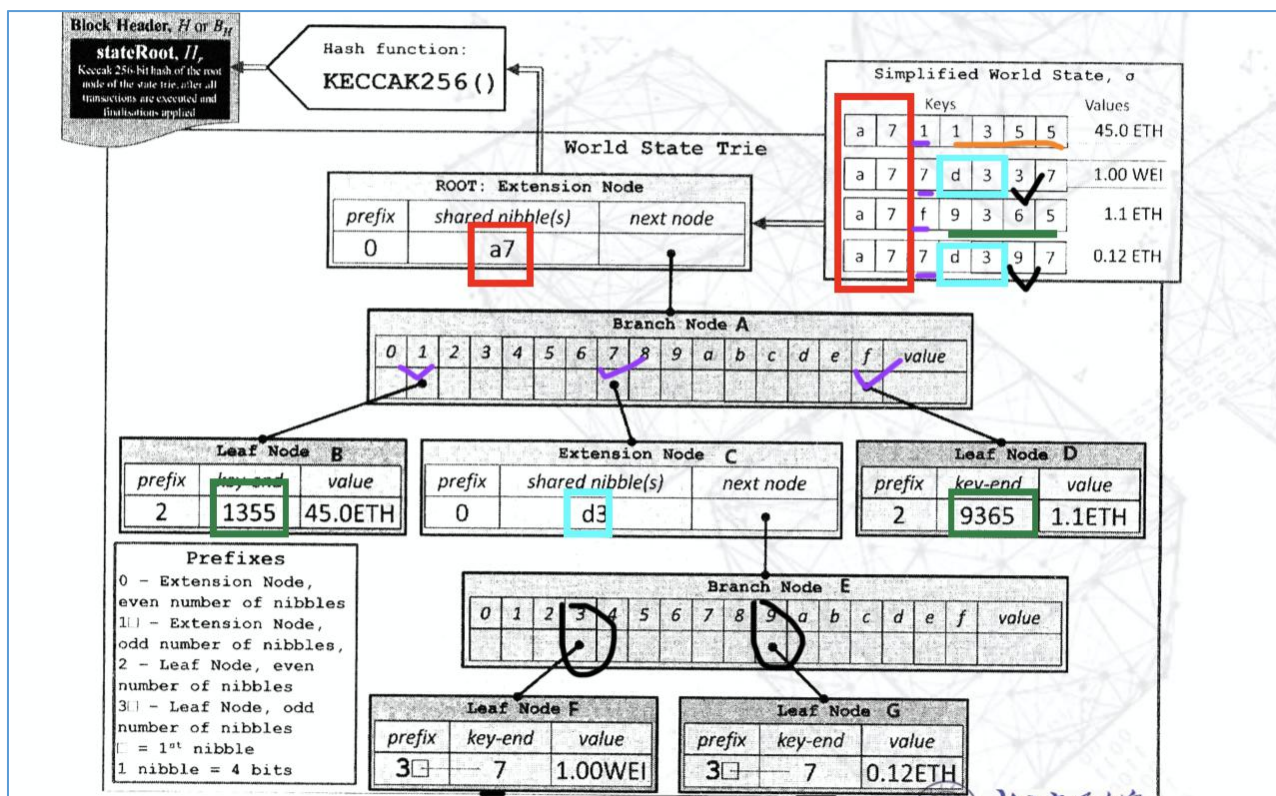 Block Header, H or B_H
stateRoot, H_r
Keccak 256-bit hash of the root
node of the state trie, after all
transactions are executed and
finalisations applied
Hash function:
KECCAK256()
Simplified World State, σ
Keys Values
a 7 1 1 3 5 5 45.0 ETH
a 7 7 d 3 3 7 1.00 WEI
a 7 f 9 3 6 5 1.1 ETH
a 7 7 d 3 9 7 0.12 ETH
World State Trie
ROOT: Extension Node
prefix shared nibble(s) next node
0 a7
Branch Node A
0 1 2 3 4 5 6 7 8 9 a b c d e f value
Leaf Node B
prefix key-end value
2 1355 45.0ETH
Extension Node C
prefix shared nibble(s) next node
0 d3
Leaf Node D
prefix key-end value
2 9365 1.1ETH
Prefixes
0 - Extension Node,
even number of nibbles
1□ - Extension Node,
odd number of nibbles,
2 - Leaf Node, even
number of nibbles
3□ - Leaf Node, odd
number of nibbles
□ = 1st nibble
1 nibble = 4 bits
Branch Node E
0 1 2 3 4 5 6 7 8 9 a b c d e f value
Leaf Node F
prefix key-end value
3□ 7 1.00WEI
Leaf Node G
prefix key-end value
3□ 7 0.12ETH